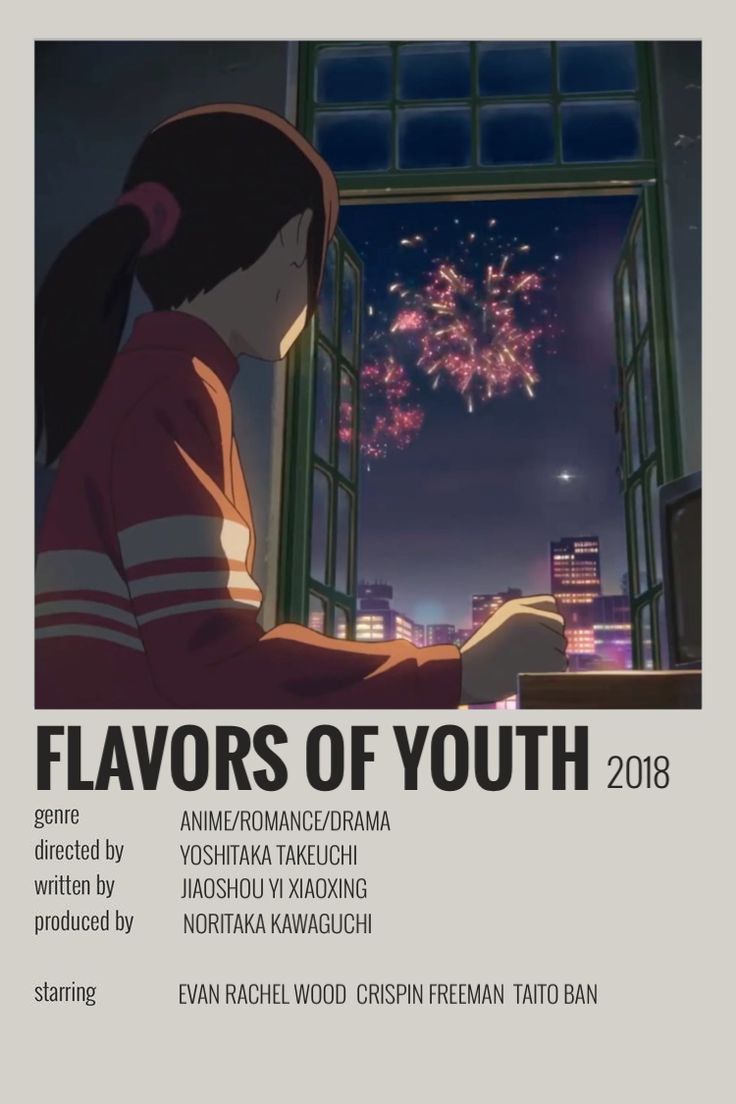 FLAVORS OF YOUTH 2018
genre ANIME/ROMANCE/DRAMA
directed by YOSHITAKA TAKEUCHI
written by JIAOSHOU YI XIAOXING
produced by NORITAKA KAWAGUCHI
starring EVAN RACHEL WOOD CRISPIN FREEMAN TAITO BAN